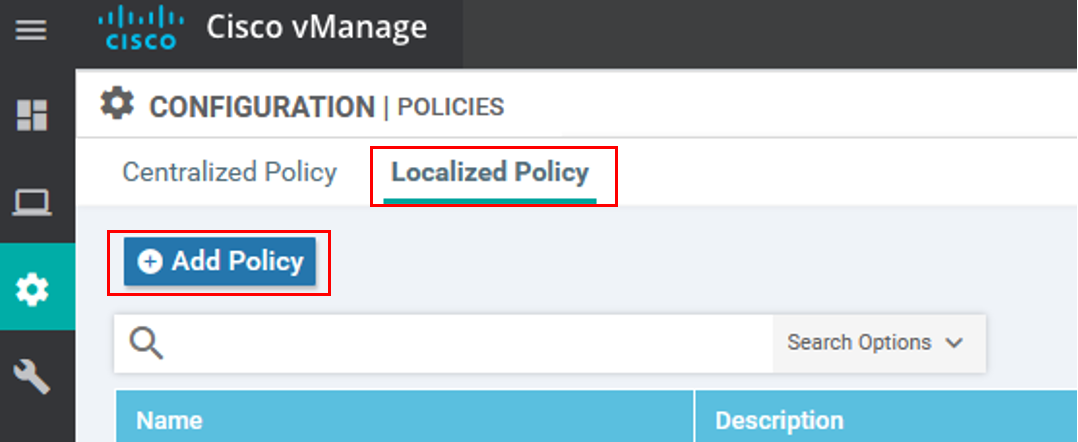 CISCO Cisco vManage
CONFIGURATION | POLICIES
Centralized Policy Localized Policy
Add Policy
Search Options
Name Description